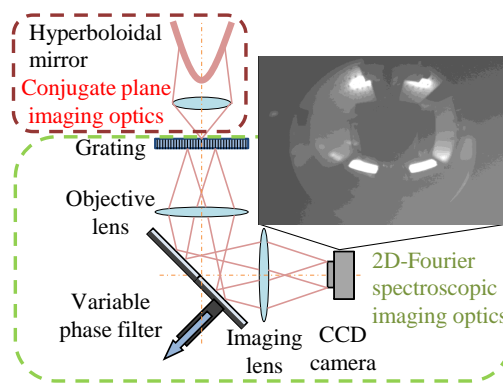 Hyperboloidal
mirror
Conjugate plane
imaging optics
Grating
Objective
lens
Variable
phase filter
Imaging
lens
CCD
camera
2D-Fourier
spectroscopic
imaging optics